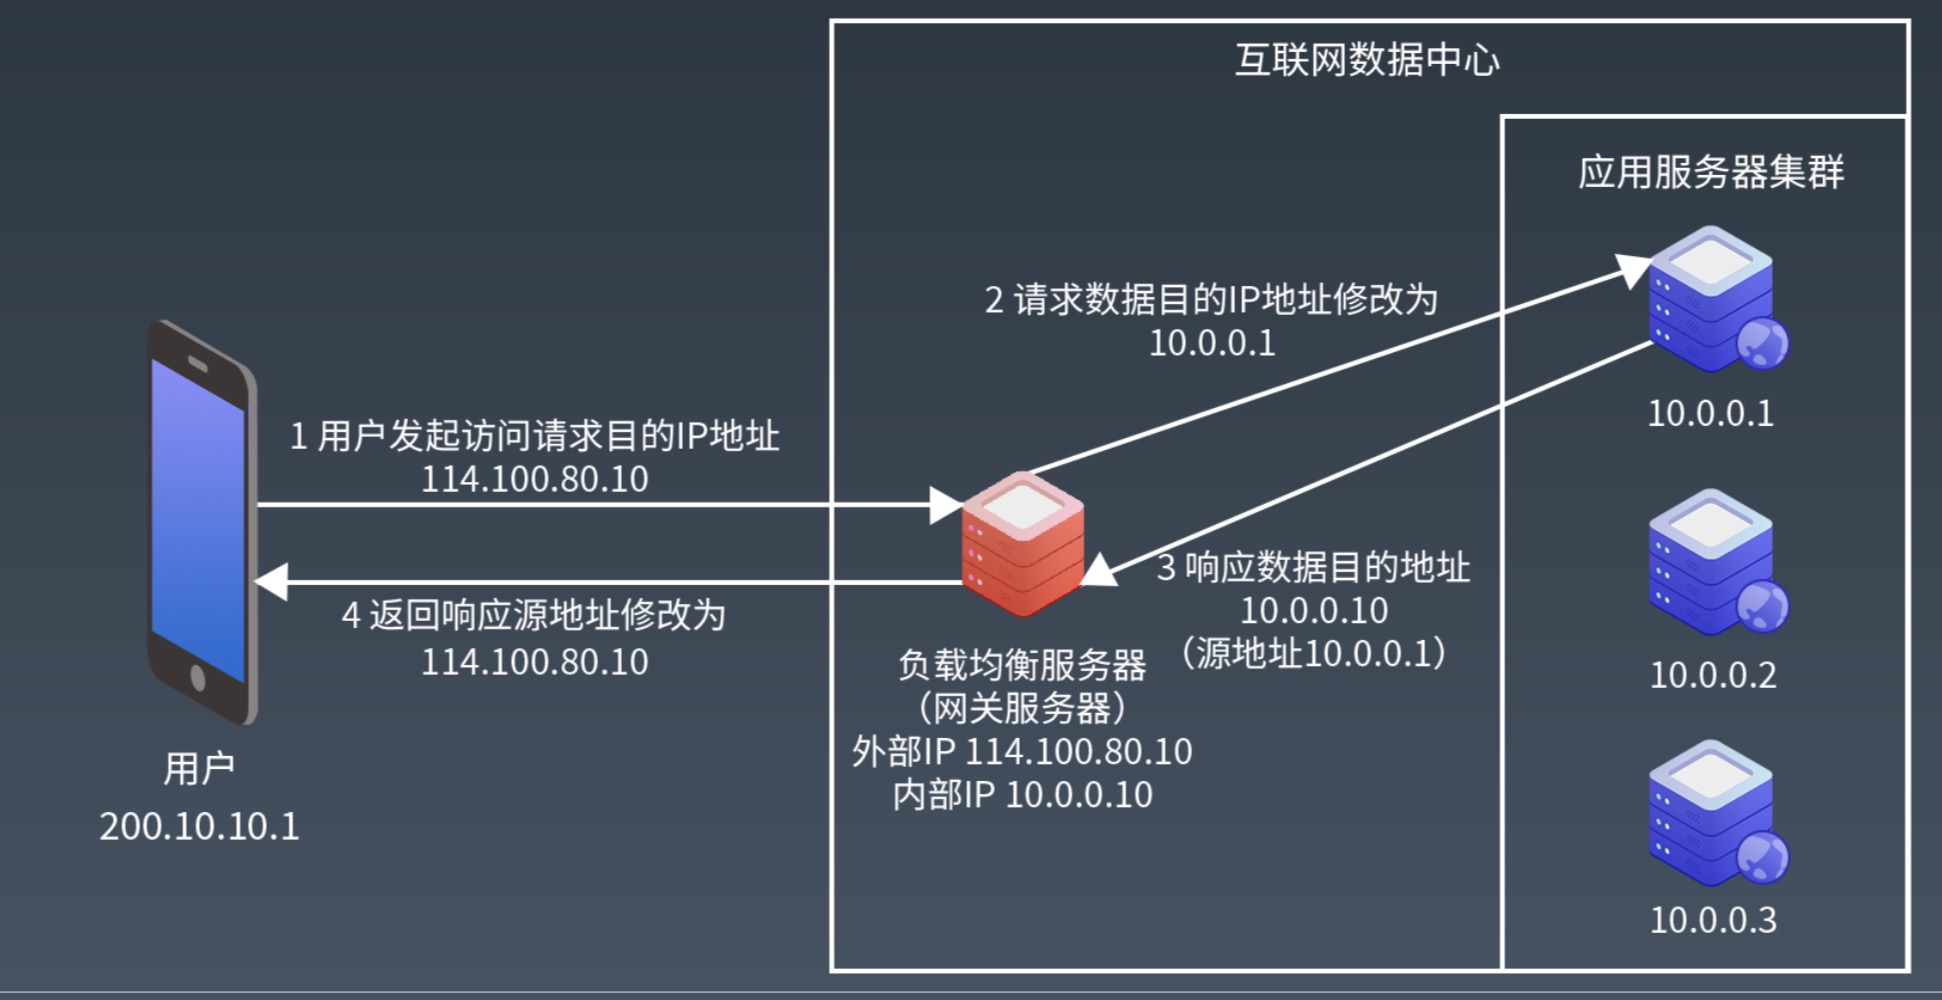 互联网数据中心
应用服务器集群
2 请求数据目的IP地址修改为
10.0.0.1
10.0.0.1
1 用户发起访问请求目的IP地址
114.100.80.10
3 响应数据目的地址
10.0.0.10
（源地址10.0.0.1）
4 返回响应源地址修改为
114.100.80.10
负载均衡服务器
（网关服务器）
外部IP 114.100.80.10
内部IP 10.0.0.10
10.0.0.2
用户
200.10.10.1
10.0.0.3